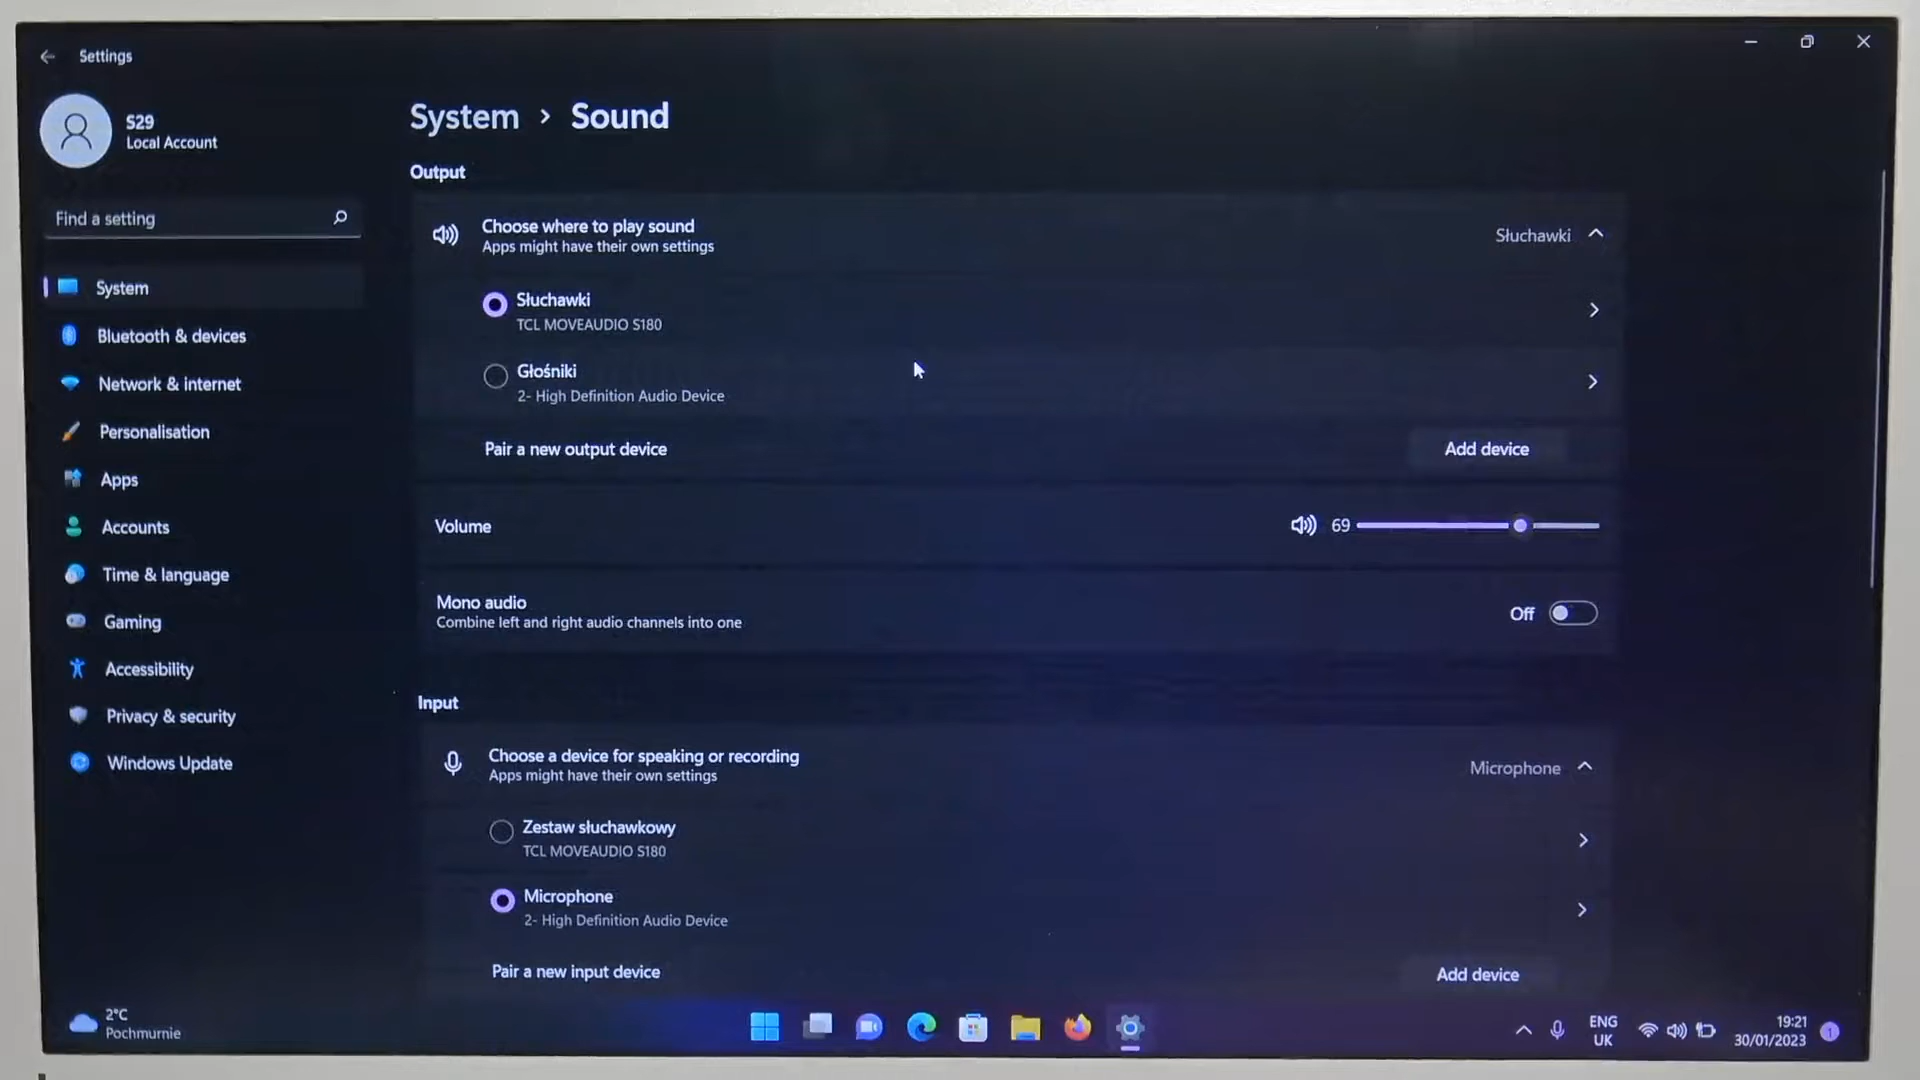 Settings
S29
Local Account
Find a setting
System
Bluetooth & devices
Network & internet
Personalisation
Apps
Accounts
Time & language
Gaming
Accessibility
Privacy & security
Windows Update
System > Sound
Output
Choose where to play sound
Apps might have their own settings
Słuchawki
Słuchawki
TCL MOVEAUDIO S180
Głośniki
2- High Definition Audio Device
Pair a new output device
Add device
Volume
69
Mono audio
Combine left and right audio channels into one
Off
Input
Choose a device for speaking or recording
Apps might have their own settings
Microphone
Zestaw słuchawkowy
TCL MOVEAUDIO S180
Microphone
2- High Definition Audio Device
Pair a new input device
Add device
2°C
Pochmurnie
ENG
UK
19:21
30/01/2023
1